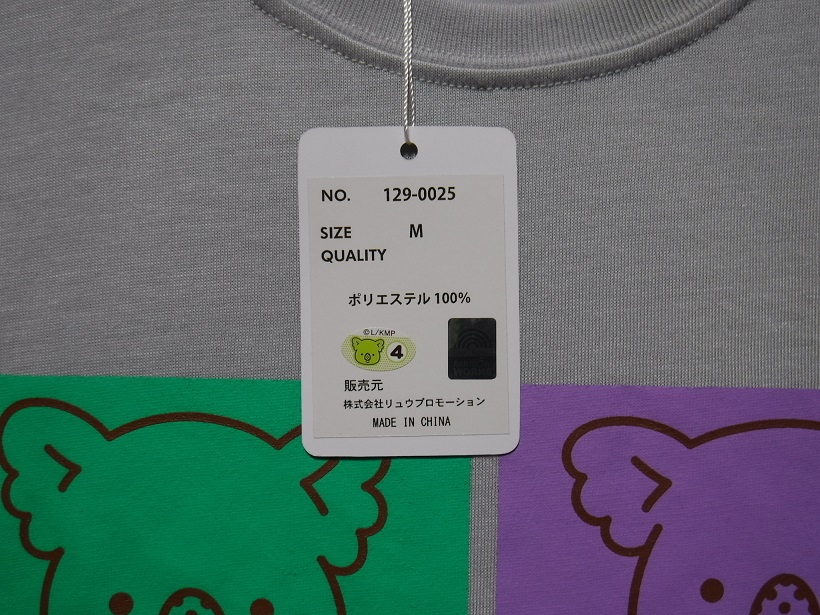 NO. 129-0025
SIZE M
QUALITY
ポリエステル 100%
©L/KMP
4
販売元
株式会社リュウプロモーション
MADE IN CHINA